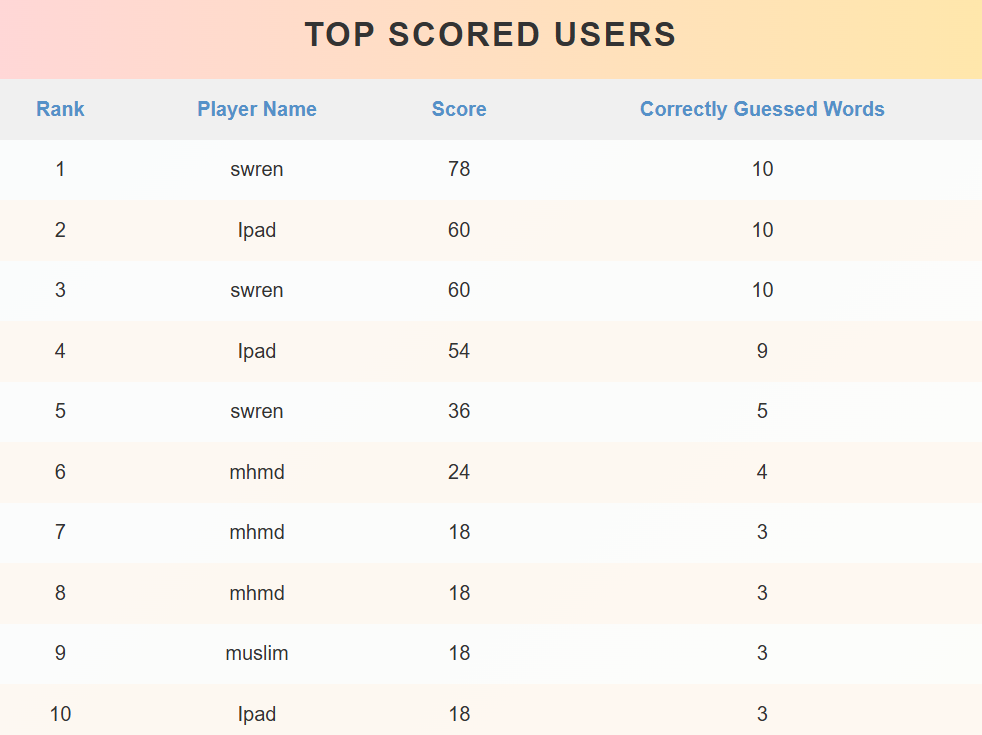 TOP SCORED USERS
Rank Player Name Score Correctly Guessed Words
1 swren 78 10
2 Ipad 60 10
3 swren 60 10
4 Ipad 54 9
5 swren 36 5
6 mhmd 24 4
7 mhmd 18 3
8 mhmd 18 3
9 muslim 18 3
10 Ipad 18 3